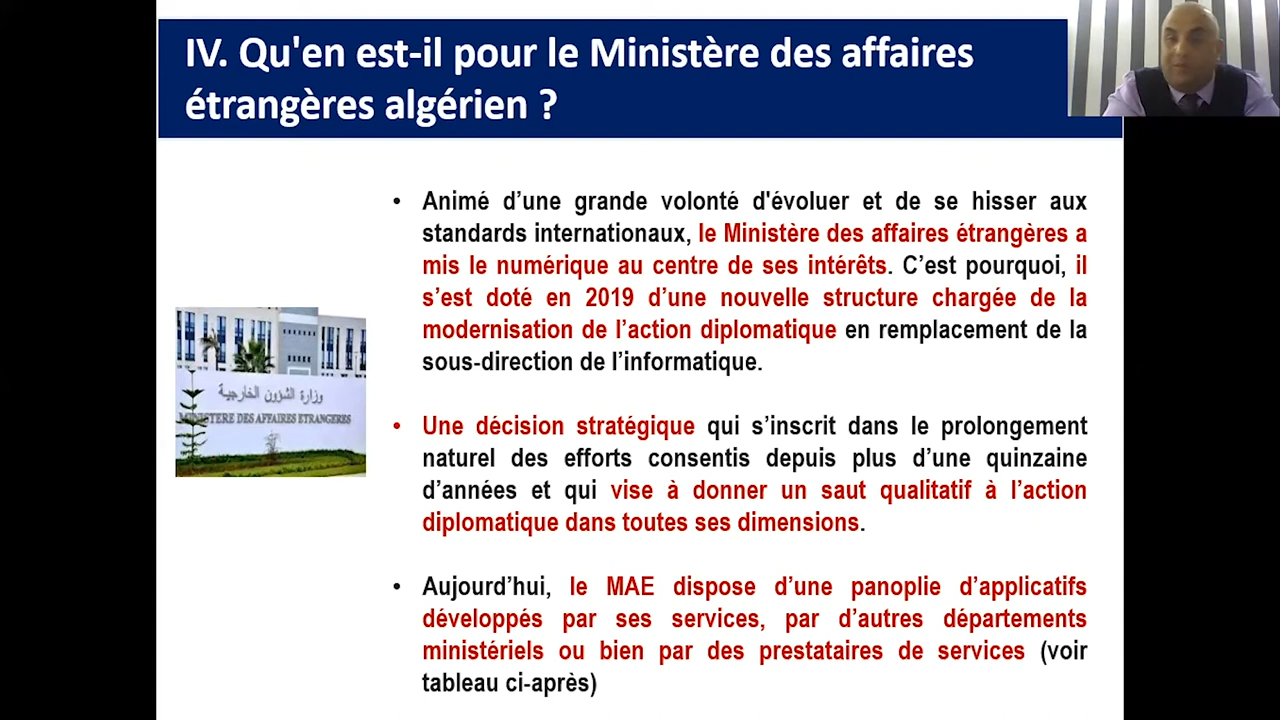 IV. Qu'en est-il pour le Ministère des affaires
étrangères algérien ?
• Animé d’une grande volonté d'évoluer et de se hisser aux
standards internationaux, le Ministère des affaires étrangères a
mis le numérique au centre de ses intérêts. C’est pourquoi, il
s’est doté en 2019 d’une nouvelle structure chargée de la
modernisation de l’action diplomatique en remplacement de la
sous-direction de l’informatique.
وزارة الشؤون الخارجية
MINISTERE DES AFFAIRES ETRANGERES
• Une décision stratégique qui s’inscrit dans le prolongement
naturel des efforts consentis depuis plus d’une quinzaine
d’années et qui vise à donner un saut qualitatif à l’action
diplomatique dans toutes ses dimensions.
• Aujourd’hui, le MAE dispose d’une panoplie d’applicatifs
développés par ses services, par d’autres départements
ministériels ou bien par des prestataires de services (voir
tableau ci-après)